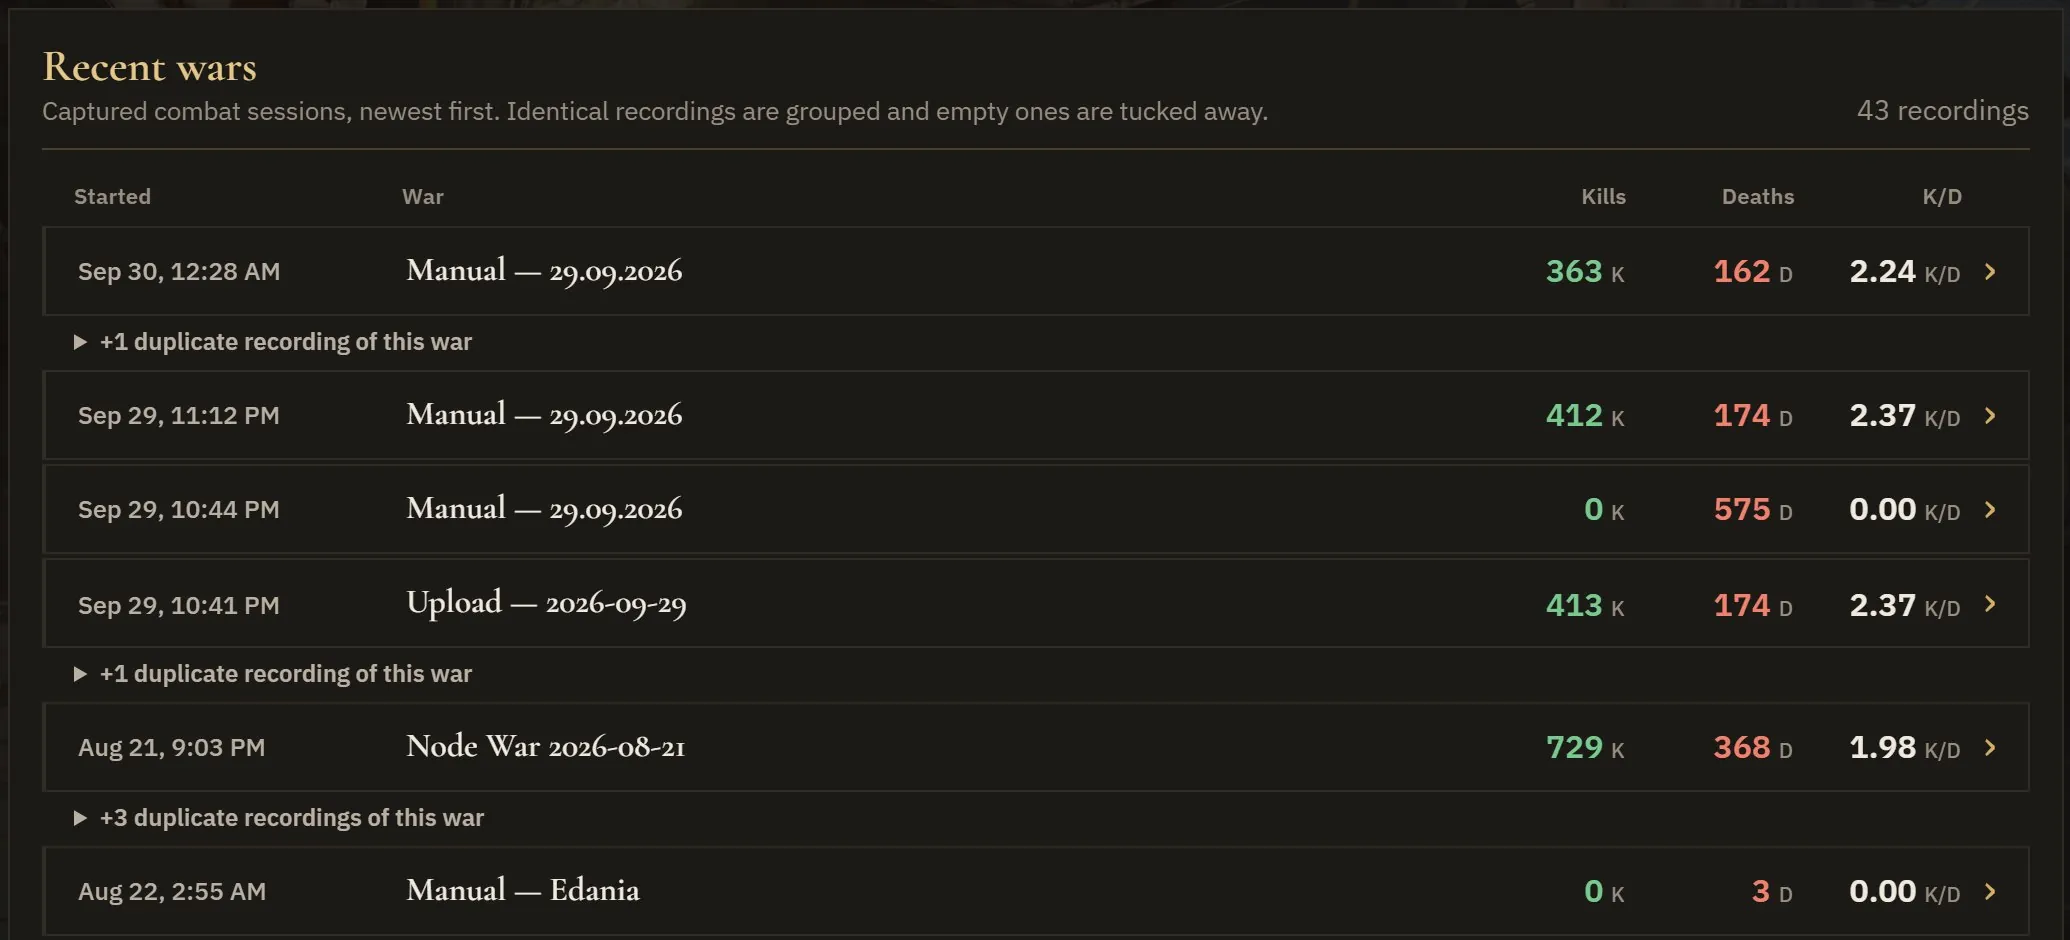 Recent wars
Captured combat sessions, newest first. Identical recordings are grouped and empty ones are tucked away. 43 recordings
Started War Kills Deaths K/D
Sep 30, 12:28 AM Manual — 29.09.2026 363 K 162 D 2.24 K/D >
▶ +1 duplicate recording of this war
Sep 29, 11:12 PM Manual — 29.09.2026 412 K 174 D 2.37 K/D >
Sep 29, 10:44 PM Manual — 29.09.2026 0 K 575 D 0.00 K/D >
Sep 29, 10:41 PM Upload — 2026-09-29 413 K 174 D 2.37 K/D >
▶ +1 duplicate recording of this war
Aug 21, 9:03 PM Node War 2026-08-21 729 K 368 D 1.98 K/D >
▶ +3 duplicate recordings of this war
Aug 22, 2:55 AM Manual — Edania 0 K 3 D 0.00 K/D >